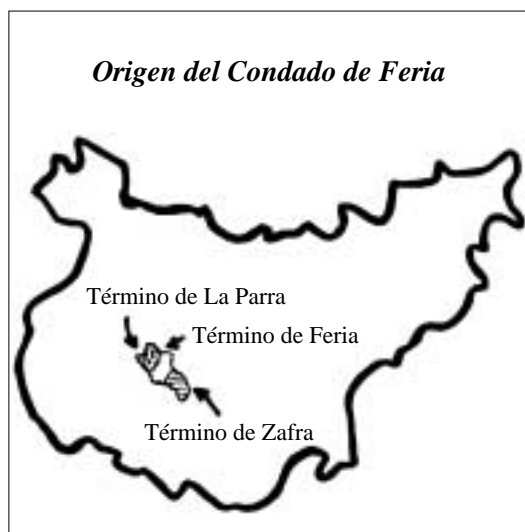 Origen del Condado de Feria
Término de La Parra
Término de Feria
Término de Zafra